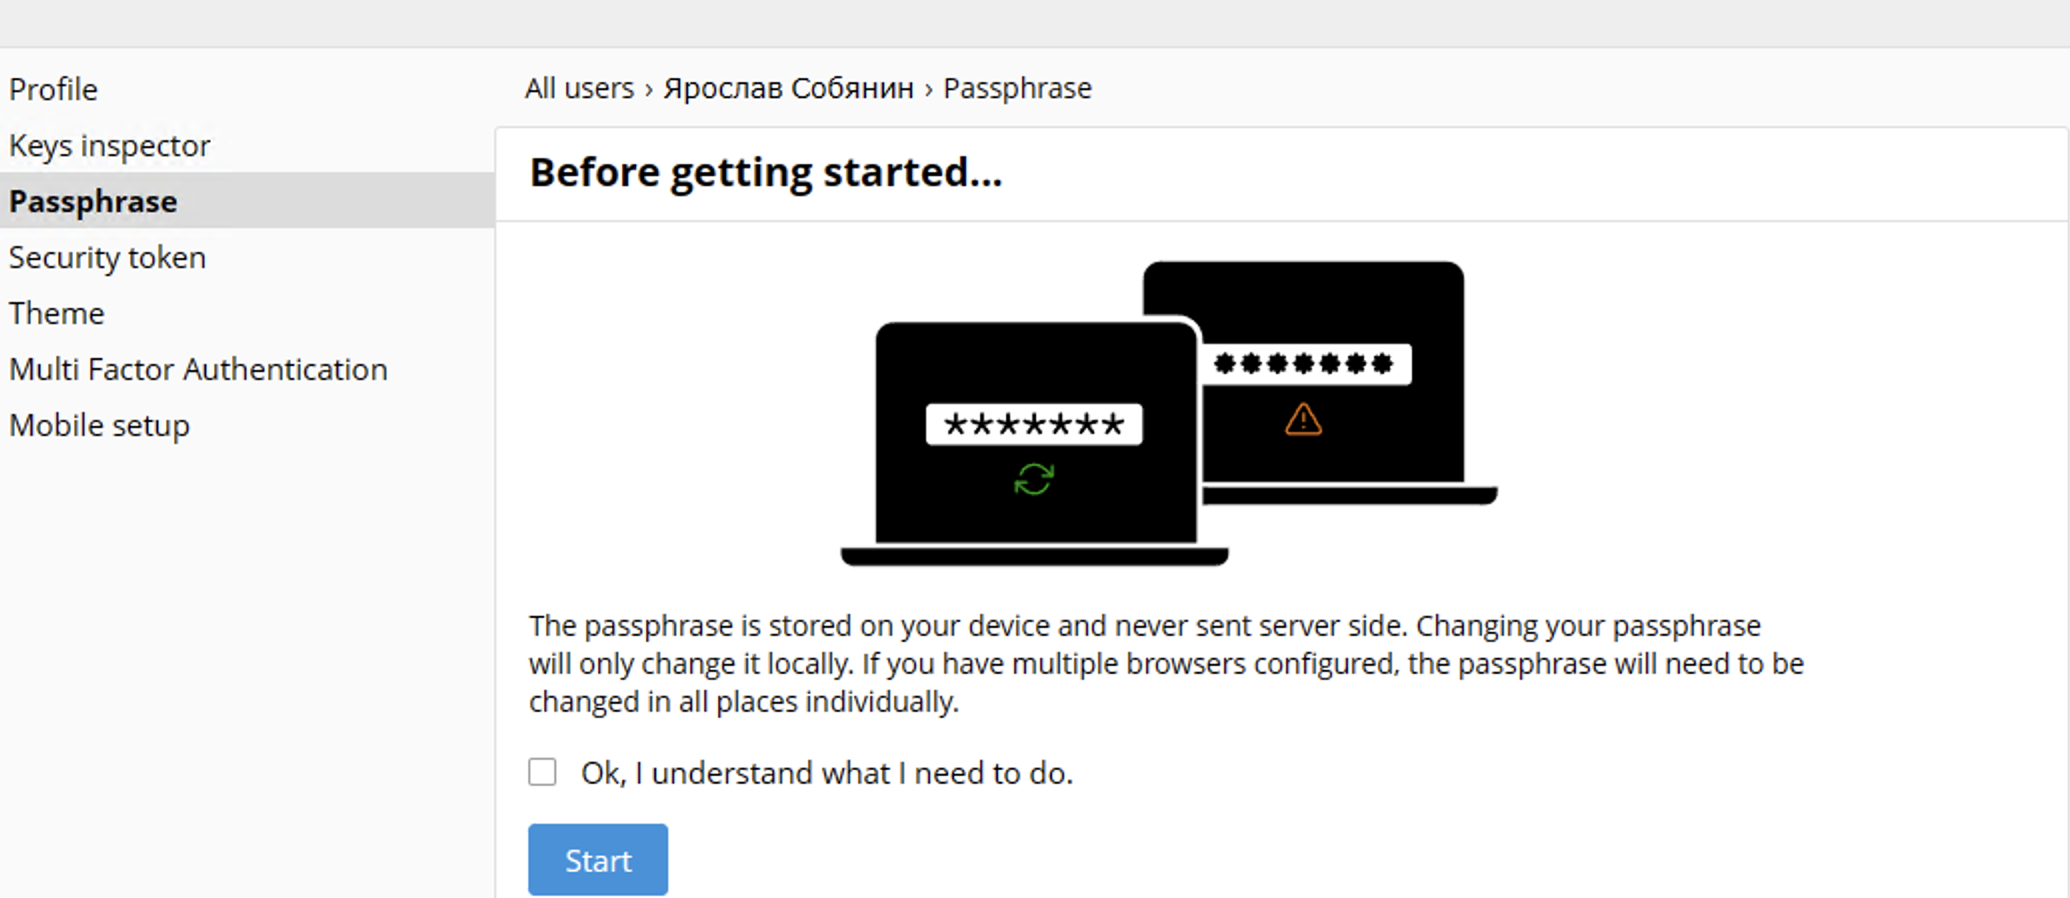 Profile
Keys inspector
Passphrase
Security token
Theme
Multi Factor Authentication
Mobile setup
All users › Ярослав Собянин › Passphrase
Before getting started...
*******
*******
The passphrase is stored on your device and never sent server side. Changing your passphrase
will only change it locally. If you have multiple browsers configured, the passphrase will need to be
changed in all places individually.
Ok, I understand what I need to do.
Start